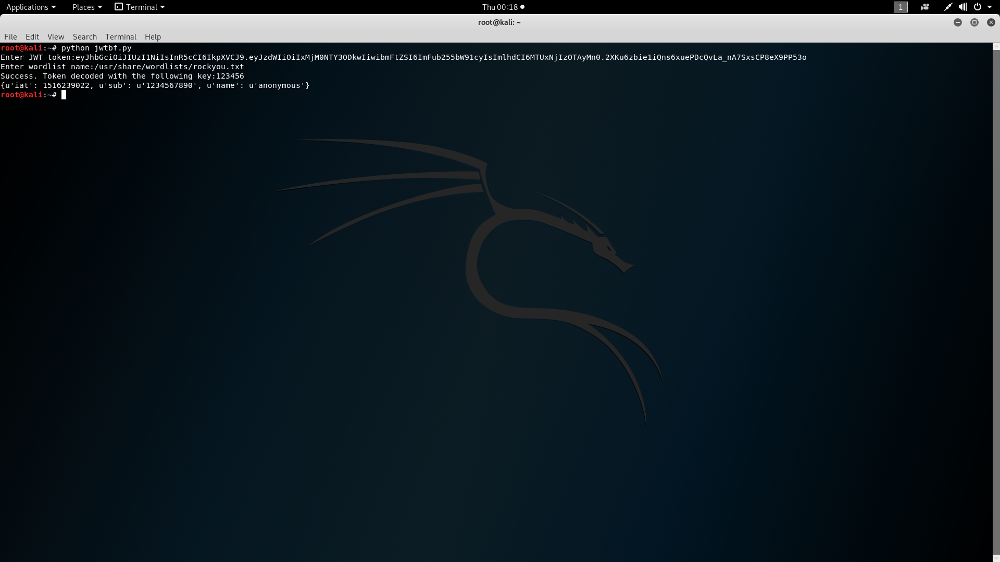 Applications Places Terminal Thu 00:18 1
root@kali: ~
File Edit View Search Terminal Help
root@kali:~# python jwtbf.py
Enter JWT token:eyJhbGciOiJIUzI1NiIsInR5cCI6IkpXVCJ9.eyJzdWIiOiIxMjM0NTY3ODkwIiwibmFtZSI6ImFub255bW91cyIsImlhdCI6MTUxNjIzOTAyMn0.2XKu6zbie1iQns6xuePDcQvLa_nA7SxsCP8eX9PP53o
Enter wordlist name:/usr/share/wordlists/rockyou.txt
Success. Token decoded with the following key:123456
{u'iat': 1516239022, u'sub': u'1234567890', u'name': u'anonymous'}
root@kali:~#